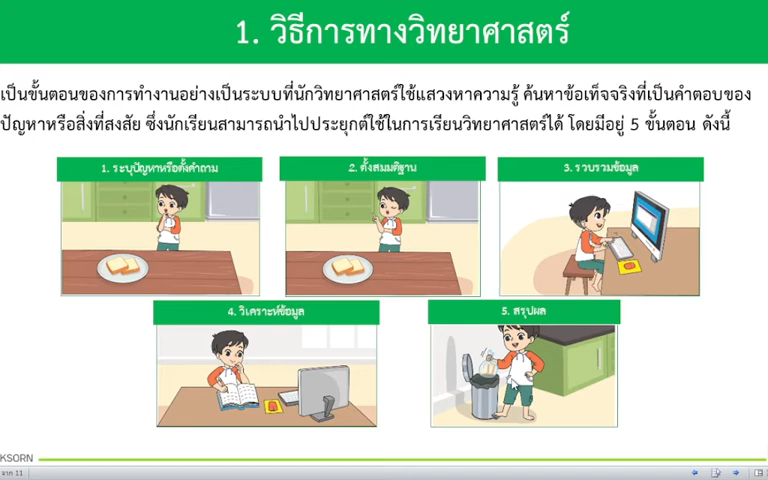 1. วิธีการทางวิทยาศาสตร์
เป็นขั้นตอนของการทำงานอย่างเป็นระบบที่นักวิทยาศาสตร์ใช้แสวงหาความรู้ ค้นหาข้อเท็จจริงที่เป็นคำตอบของ
ปัญหาหรือสิ่งที่สงสัย ซึ่งนักเรียนสามารถนำไปประยุกต์ใช้ในการเรียนวิทยาศาสตร์ได้ โดยมีอยู่ 5 ขั้นตอน ดังนี้
1. ระบุปัญหาหรือตั้งคำถาม
2. ตั้งสมมติฐาน
3. รวบรวมข้อมูล
4. วิเคราะห์ข้อมูล
5. สรุปผล
KSORN
จาก 11